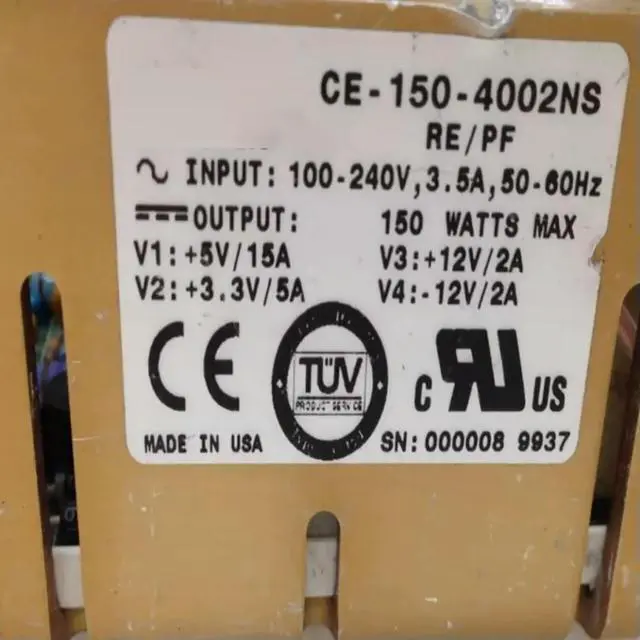 CE-150-4002NS
RE/PF
INPUT: 100-240V,3.5A,50-60Hz
OUTPUT: 150 WATTS MAX
V1:+5V/15A V3:+12V/2A
V2:+3.3V/5A V4:-12V/2A
CE
TÜV
PRODUCT SERVICE
C RU US
MADE IN USA SN:000008 9937